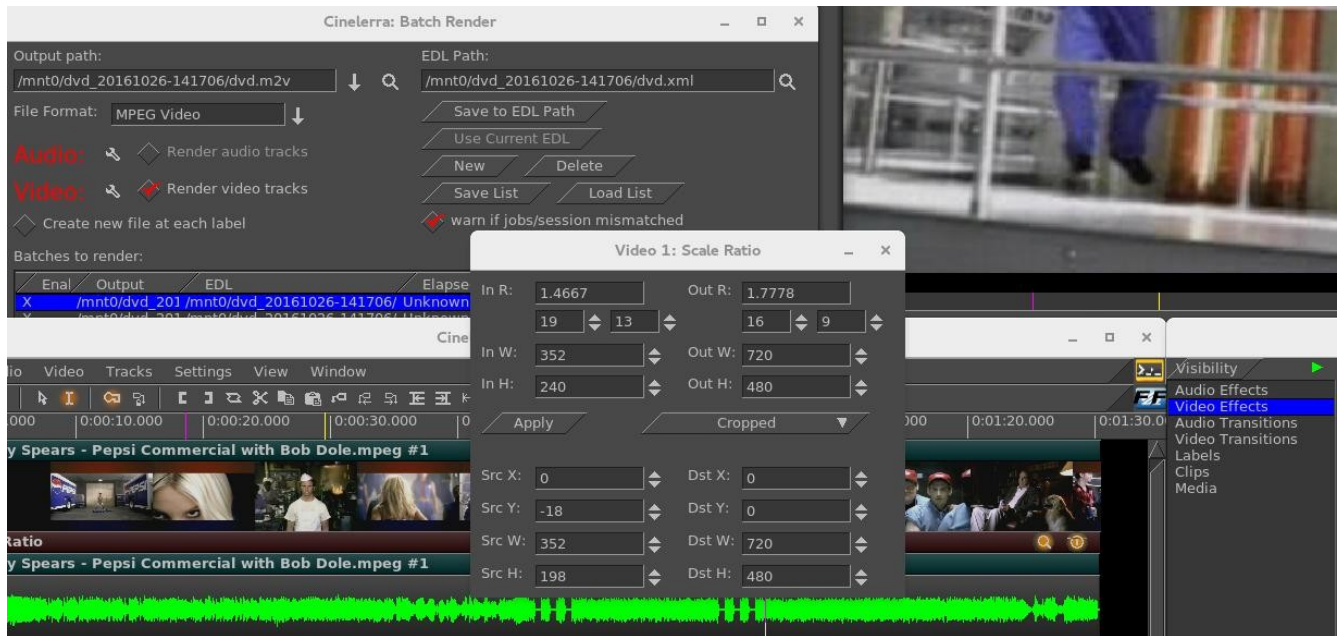 Cinelerra: Batch Render
Output path:
/mnt0/dvd_20161026-141706/dvd.m2v
EDL Path:
/mnt0/dvd_20161026-141706/dvd.xml
File Format: MPEG Video
Save to EDL Path
Use Current EDL
Audio: Render audio tracks
New Delete
Video: Render video tracks
Save List Load List
Create new file at each label
warn if jobs/session mismatched
Batches to render:
Enal Output EDL Elapse
X /mnt0/dvd_201 /mnt0/dvd_20161026-141706/ Unknown
Video 1: Scale Ratio
In R: 1.4667 Out R: 1.7778
19 13 16 9
In W: 352 Out W: 720
In H: 240 Out H: 480
Apply Cropped
Src X: 0 Dst X: 0
Src Y: -18 Dst Y: 0
Src W: 352 Dst W: 720
Src H: 198 Dst H: 480
Cine
io Video Tracks Settings View Window
000 0:00:10.000 0:00:20.000 0:00:30.000 0 000 0:01:20.000 0:01:30.0
y Spears - Pepsi Commercial with Bob Dole.mpeg #1
Ratio
y Spears - Pepsi Commercial with Bob Dole.mpeg #1
Visibility
Audio Effects
Video Effects
Audio Transitions
Video Transitions
Labels
Clips
Media